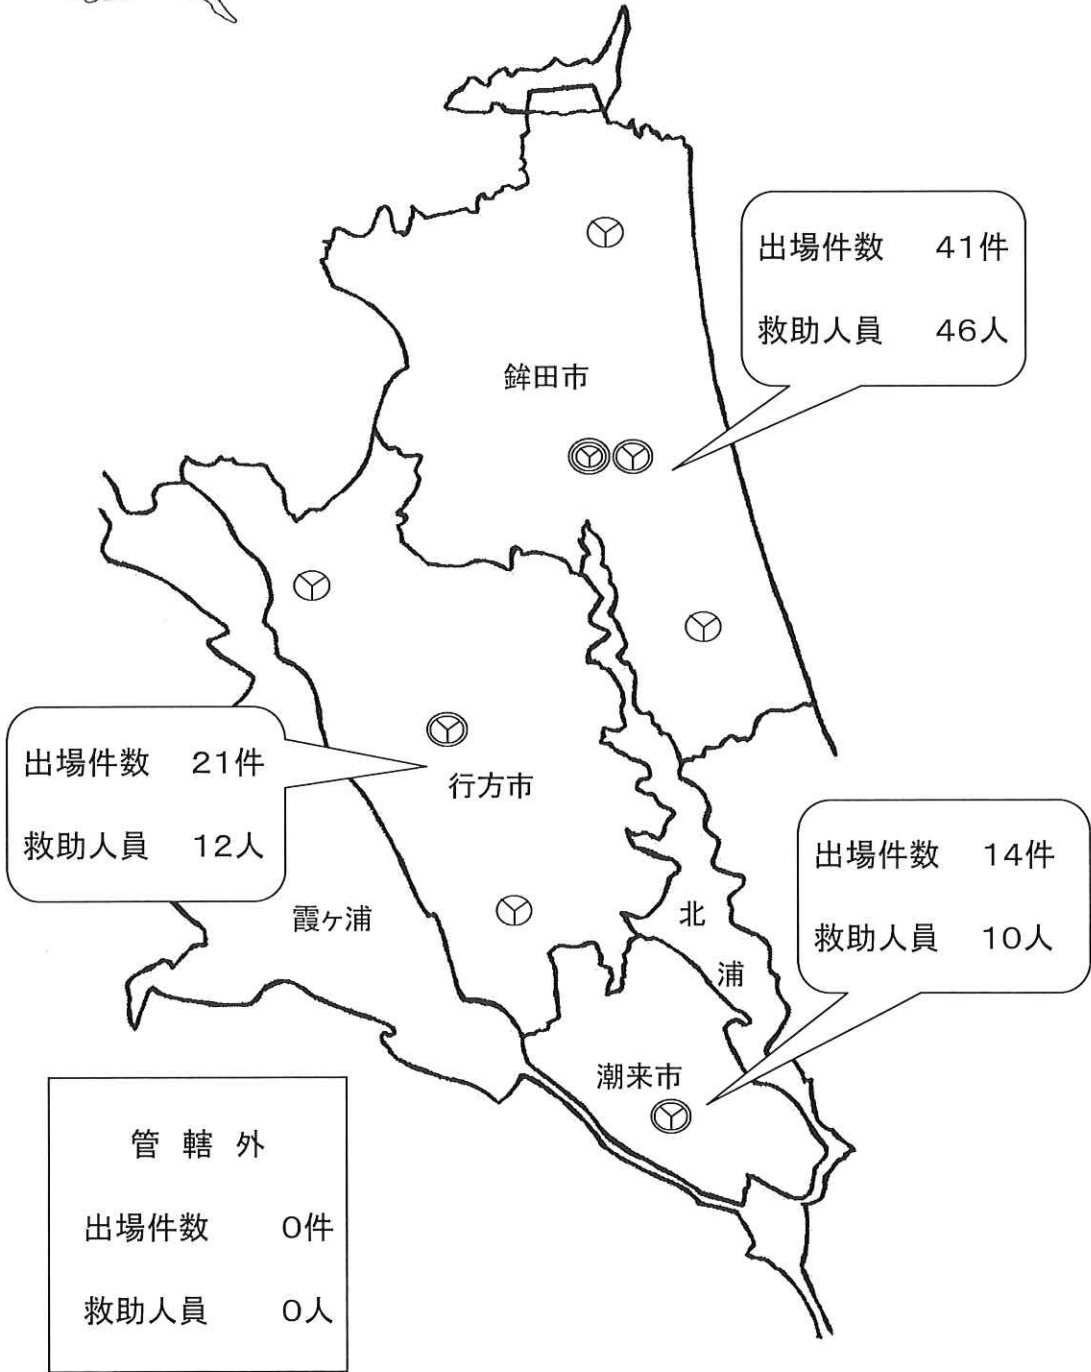 出場件数 41件
救助人員 46人
鉾田市
出場件数 21件
救助人員 12人
行方市
霞ヶ浦
北
浦
出場件数 14件
救助人員 10人
潮来市
管轄外
出場件数 0件
救助人員 0人